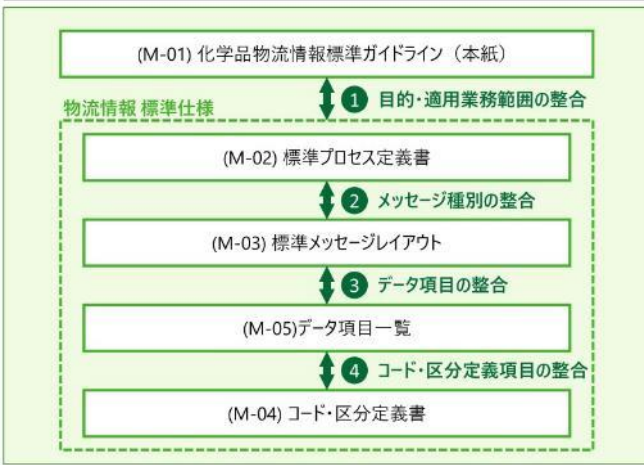 (M-01) 化学品物流情報標準ガイドライン（本紙）
1 目的・適用業務範囲の整合
物流情報 標準仕様
(M-02) 標準プロセス定義書
2 メッセージ種別の整合
(M-03) 標準メッセージレイアウト
3 データ項目の整合
(M-05)データ項目一覧
4 コード・区分定義項目の整合
(M-04) コード・区分定義書